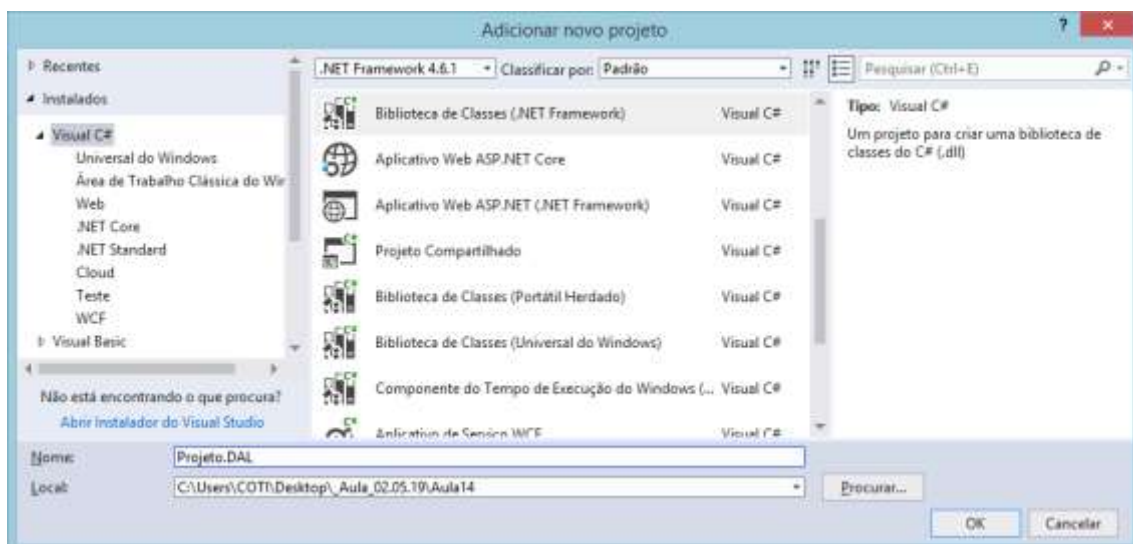 Adicionar novo projeto
?
Recentes
Instalados
Visual C#
Universal do Windows
Área de Trabalho Clássica do Wir
Web
.NET Core
.NET Standard
Cloud
Teste
WCF
Visual Basic
Não está encontrando o que procura?
Abrir Instalador do Visual Studio
.NET Framework 4.6.1 Classificar por: Padrão
Pesquisar (Ctrl+E)
Biblioteca de Classes (.NET Framework) Visual C#
Aplicativo Web ASP.NET Core Visual C#
Aplicativo Web ASP.NET (.NET Framework) Visual C#
Projeto Compartilhado Visual C#
Biblioteca de Classes (Portátil Herdado) Visual C#
Biblioteca de Classes (Universal do Windows) Visual C#
Componente do Tempo de Execução do Windows (... Visual C#
Aplicativo de Serviço WCF Visual C#
Tipo: Visual C#
Um projeto para criar uma biblioteca de
classes do C# (.dll)
Nome: Projeto.DAL
Local: C:\Users\COTI\Desktop\_Aula_02.05.19\Aula14
Procurar...
OK Cancelar